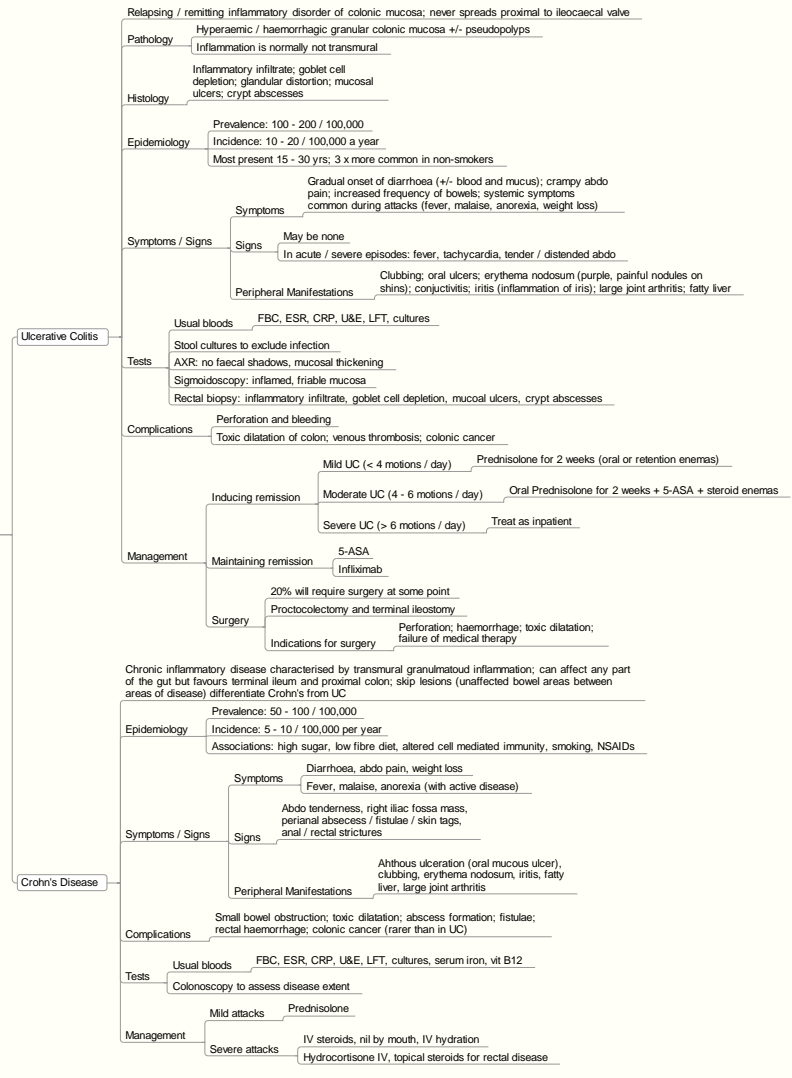 Relapsing / remitting inflammatory disorder of colonic mucosa; never spreads proximal to ileocaecal valve
Pathology
Hyperaemic / haemorrhagic granular colonic mucosa +/- pseudopolyps
Inflammation is normally not transmural
Histology
Inflammatory infiltrate; goblet cell
depletion; glandular distortion; mucosal
ulcers; crypt abscesses
Epidemiology
Prevalence: 100 - 200 / 100,000
Incidence: 10 - 20 / 100,000 a year
Most present 15 - 30 yrs; 3 x more common in non-smokers
Symptoms / Signs
Symptoms
Gradual onset of diarrhoea (+/- blood and mucus); crampy abdo
pain; increased frequency of bowels; systemic symptoms
common during attacks (fever, malaise, anorexia, weight loss)
Signs
May be none
In acute / severe episodes: fever, tachycardia, tender / distended abdo
Peripheral Manifestations
Clubbing; oral ulcers; erythema nodosum (purple, painful nodules on
shins); conjuctivitis; iritis (inflammation of iris); large joint arthritis; fatty liver
Ulcerative Colitis
Tests
Usual bloods
FBC, ESR, CRP, U&E, LFT, cultures
Stool cultures to exclude infection
AXR: no faecal shadows, mucosal thickening
Sigmoidoscopy: inflamed, friable mucosa
Rectal biopsy: inflammatory infiltrate, goblet cell depletion, mucoal ulcers, crypt abscesses
Complications
Perforation and bleeding
Toxic dilatation of colon; venous thrombosis; colonic cancer
Management
Inducing remission
Mild UC (< 4 motions / day)
Prednisolone for 2 weeks (oral or retention enemas)
Moderate UC (4 - 6 motions / day)
Oral Prednisolone for 2 weeks + 5-ASA + steroid enemas
Severe UC (> 6 motions / day)
Treat as inpatient
Maintaining remission
5-ASA
Infliximab
Surgery
20% will require surgery at some point
Proctocolectomy and terminal ileostomy
Indications for surgery
Perforation; haemorrhage; toxic dilatation;
failure of medical therapy
Chronic inflammatory disease characterised by transmural granulmatoud inflammation; can affect any part
of the gut but favours terminal ileum and proximal colon; skip lesions (unaffected bowel areas between
areas of disease) differentiate Crohn's from UC
Epidemiology
Prevalence: 50 - 100 / 100,000
Incidence: 5 - 10 / 100,000 per year
Associations: high sugar, low fibre diet, altered cell mediated immunity, smoking, NSAIDs
Symptoms / Signs
Symptoms
Diarrhoea, abdo pain, weight loss
Fever, malaise, anorexia (with active disease)
Signs
Abdo tenderness, right iliac fossa mass,
perianal absecess / fistulae / skin tags,
anal / rectal strictures
Peripheral Manifestations
Ahthous ulceration (oral mucous ulcer),
clubbing, erythema nodosum, iritis, fatty
liver, large joint arthritis
Crohn's Disease
Complications
Small bowel obstruction; toxic dilatation; abscess formation; fistulae;
rectal haemorrhage; colonic cancer (rarer than in UC)
Tests
Usual bloods
FBC, ESR, CRP, U&E, LFT, cultures, serum iron, vit B12
Colonoscopy to assess disease extent
Management
Mild attacks
Prednisolone
Severe attacks
IV steroids, nil by mouth, IV hydration
Hydrocortisone IV, topical steroids for rectal disease